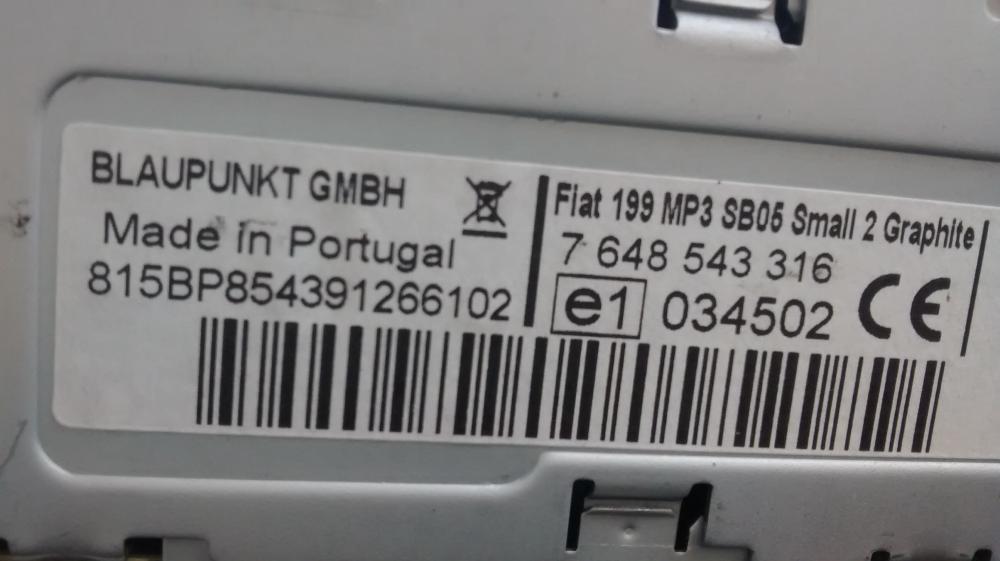 BLAUPUNKT GMBH
Made in Portugal
815BP854391266102
Fiat 199 MP3 SB05 Small 2 Graphite
7 648 543 316
e1 034502 CE